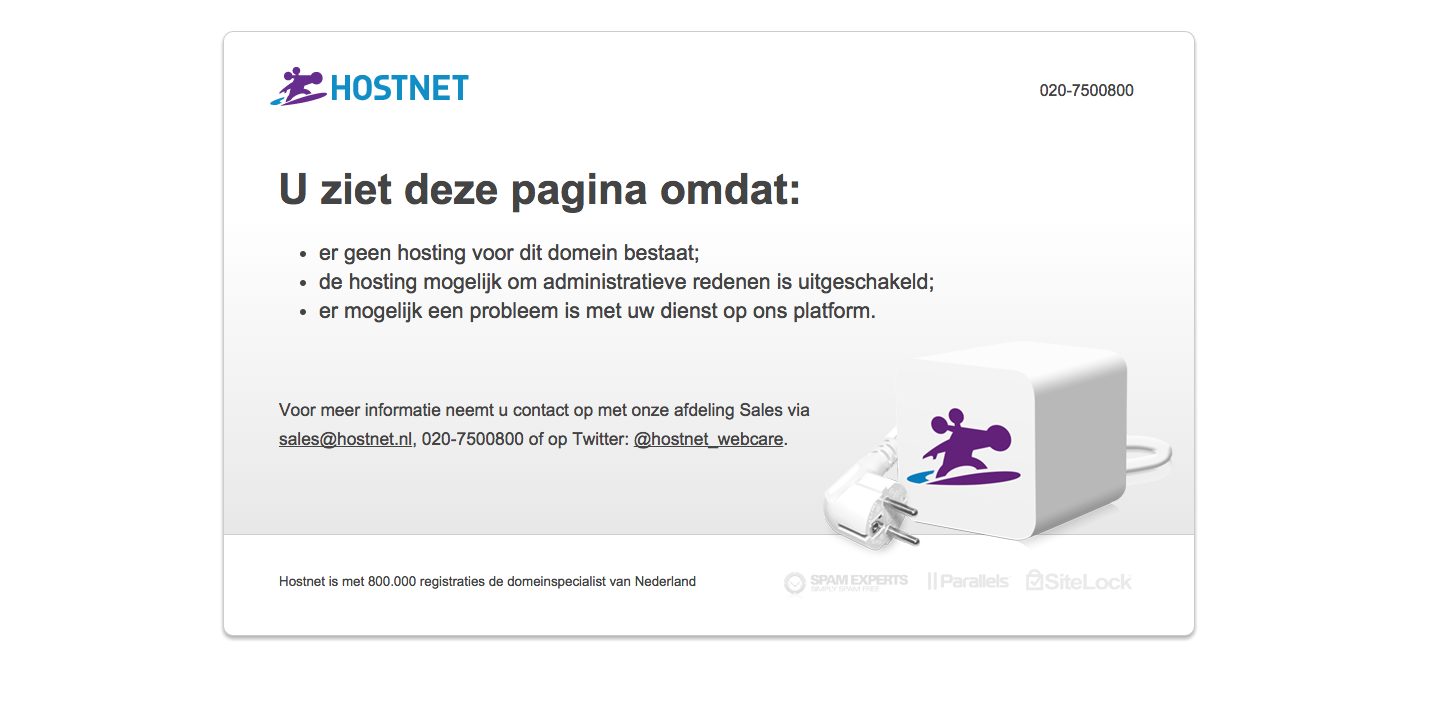 HOSTNET
020-7500800
U ziet deze pagina omdat:
• er geen hosting voor dit domein bestaat;
• de hosting mogelijk om administratieve redenen is uitgeschakeld;
• er mogelijk een probleem is met uw dienst op ons platform.
Voor meer informatie neemt u contact op met onze afdeling Sales via
sales@hostnet.nl, 020-7500800 of op Twitter: @hostnet_webcare.
Hostnet is met 800.000 registraties de domeinspecialist van Nederland
SPAM EXPERTS
SIMPLY SPAM FREE
Parallels
SiteLock